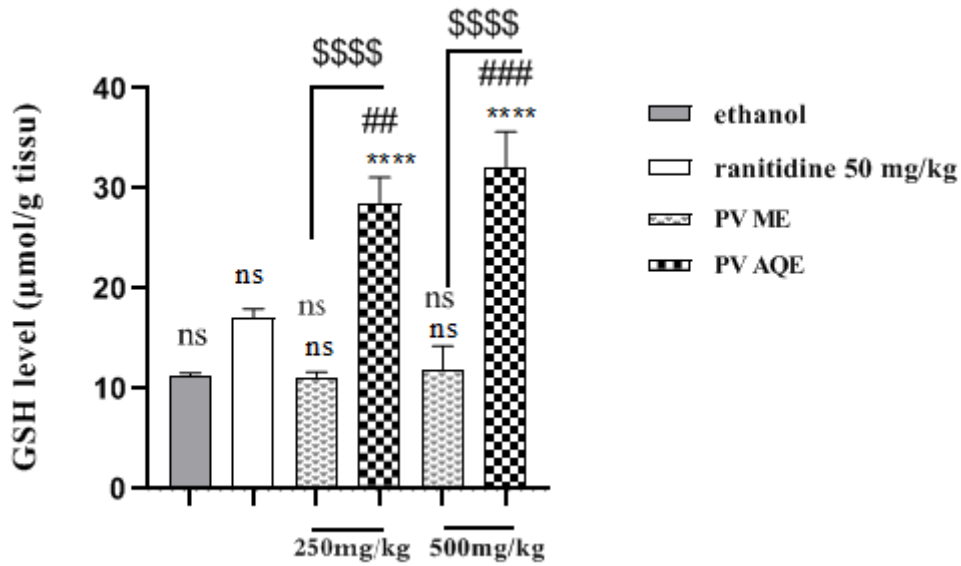 $$$$
$$$$
###
****
##
****
40
30
20
10
0
GSH level (μmol/g tissu)
ns
ns
ns
ns
ns
ns
250mg/kg
500mg/kg
ethanol
ranitidine 50 mg/kg
PV ME
PV AQE